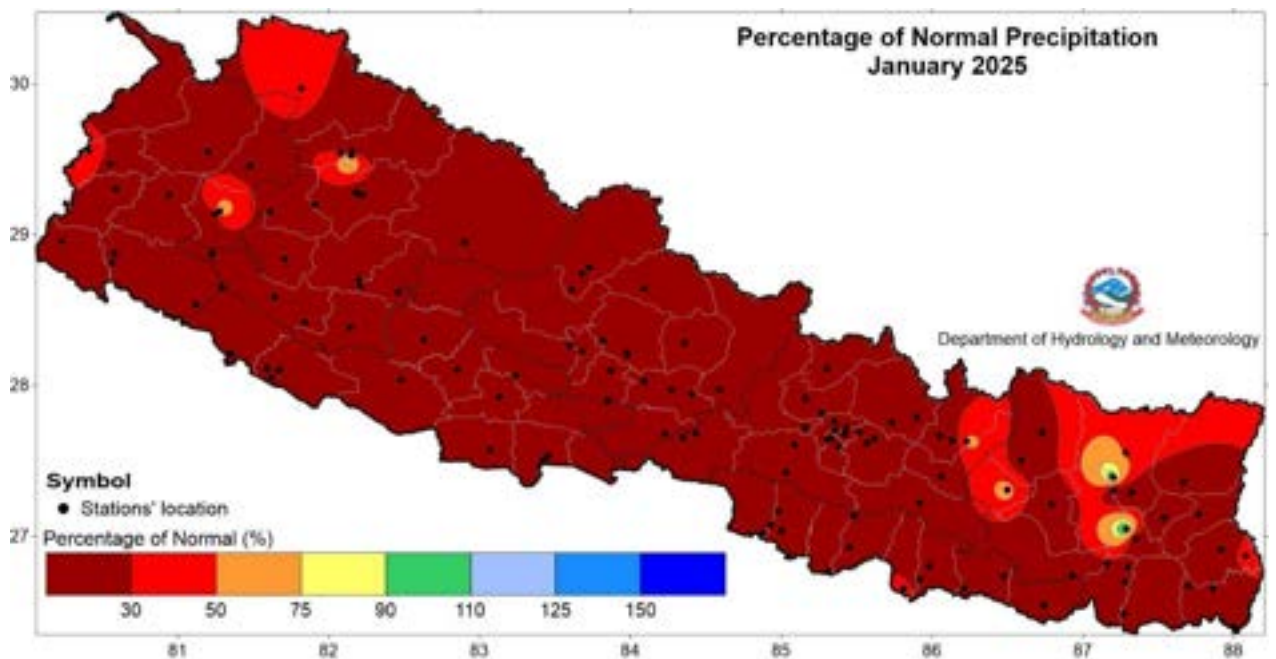 Percentage of Normal Precipitation
January 2025
30
29
28
27
Department of Hydrology and Meteorology
Symbol
Stations' location
Percentage of Normal (%)
30 50 75 90 110 125 150
81 82 83 84 85 86 87 88